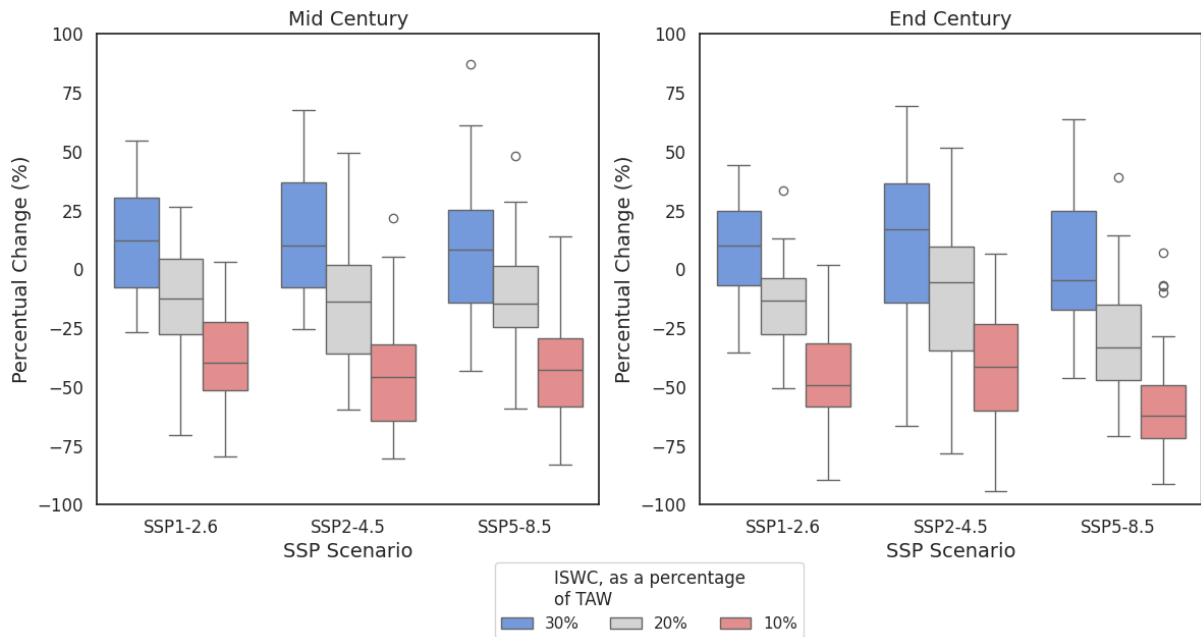 Mid Century
End Century
Percentual Change (%)
100
75
50
25
0
−25
−50
−75
−100
SSP1-2.6
SSP2-4.5
SSP5-8.5
SSP Scenario
Percentual Change (%)
100
75
50
25
0
−25
−50
−75
−100
SSP1-2.6
SSP2-4.5
SSP5-8.5
SSP Scenario
ISWC, as a percentage
of TAW
30%
20%
10%